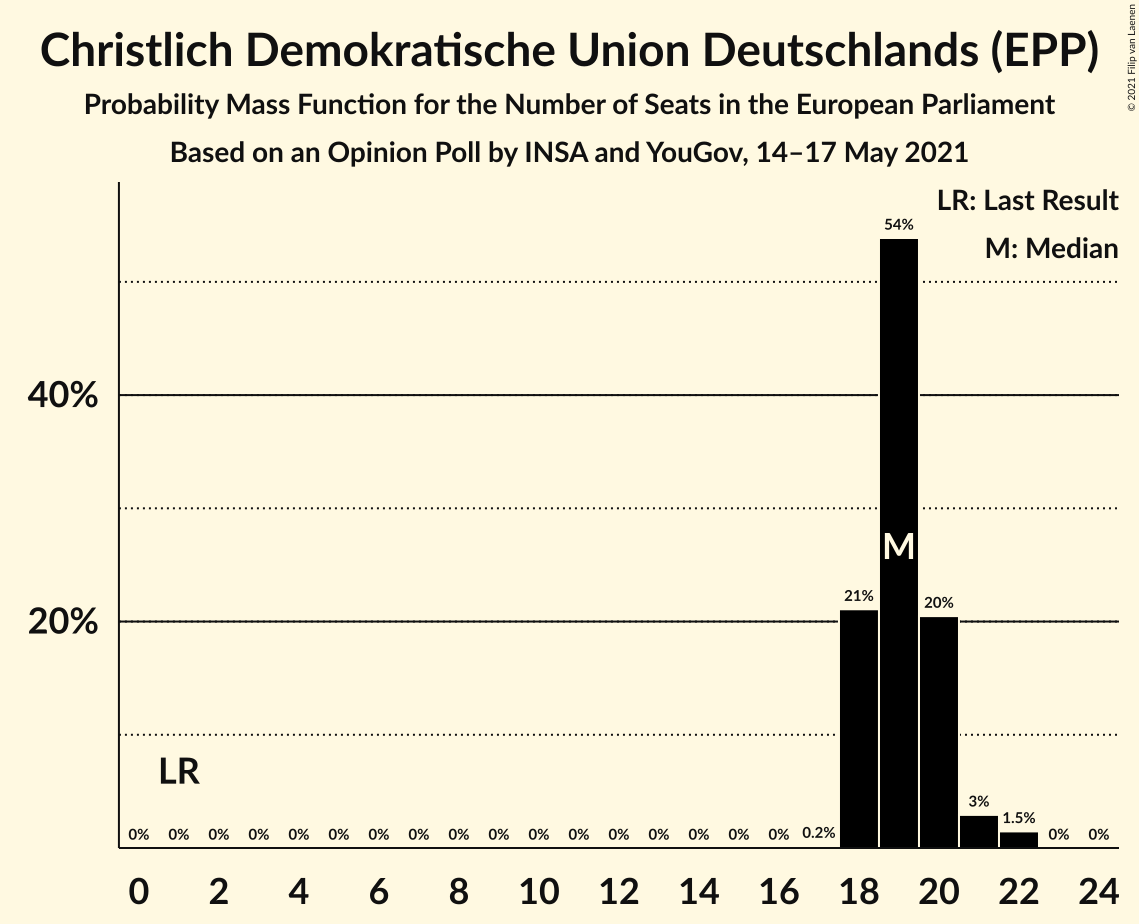 Christlich Demokratische Union Deutschlands (EPP)
Probability Mass Function for the Number of Seats in the European Parliament
Based on an Opinion Poll by INSA and YouGov, 14–17 May 2021
© 2021 Filip van Laenen
LR: Last Result
M: Median
54%
40%
M
21%
20%
20%
LR
3%
1.5%
0% 0% 0% 0% 0% 0% 0% 0% 0% 0% 0% 0% 0% 0% 0% 0% 0% 0.2% 0% 0%
0 2 4 6 8 10 12 14 16 18 20 22 24